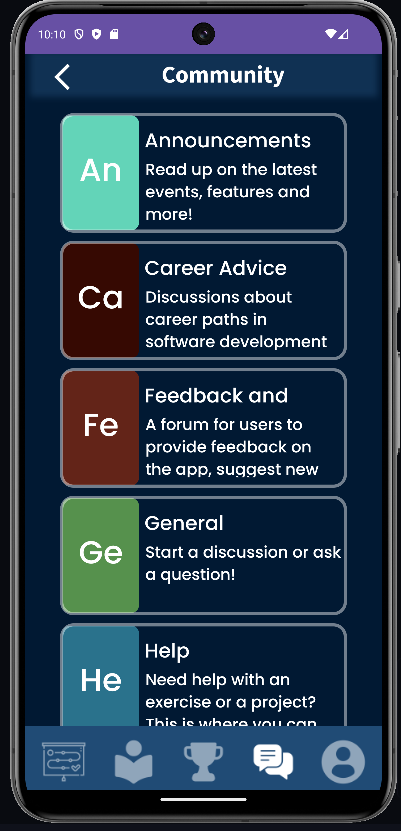 10:10
Community
An
Announcements
Read up on the latest
events, features and
more!
Ca
Career Advice
Discussions about
career paths in
software development
Fe
Feedback and
A forum for users to
provide feedback on
the app, suggest new
Ge
General
Start a discussion or ask
a question!
He
Help
Need help with an
exercise or a project?
This is where you can